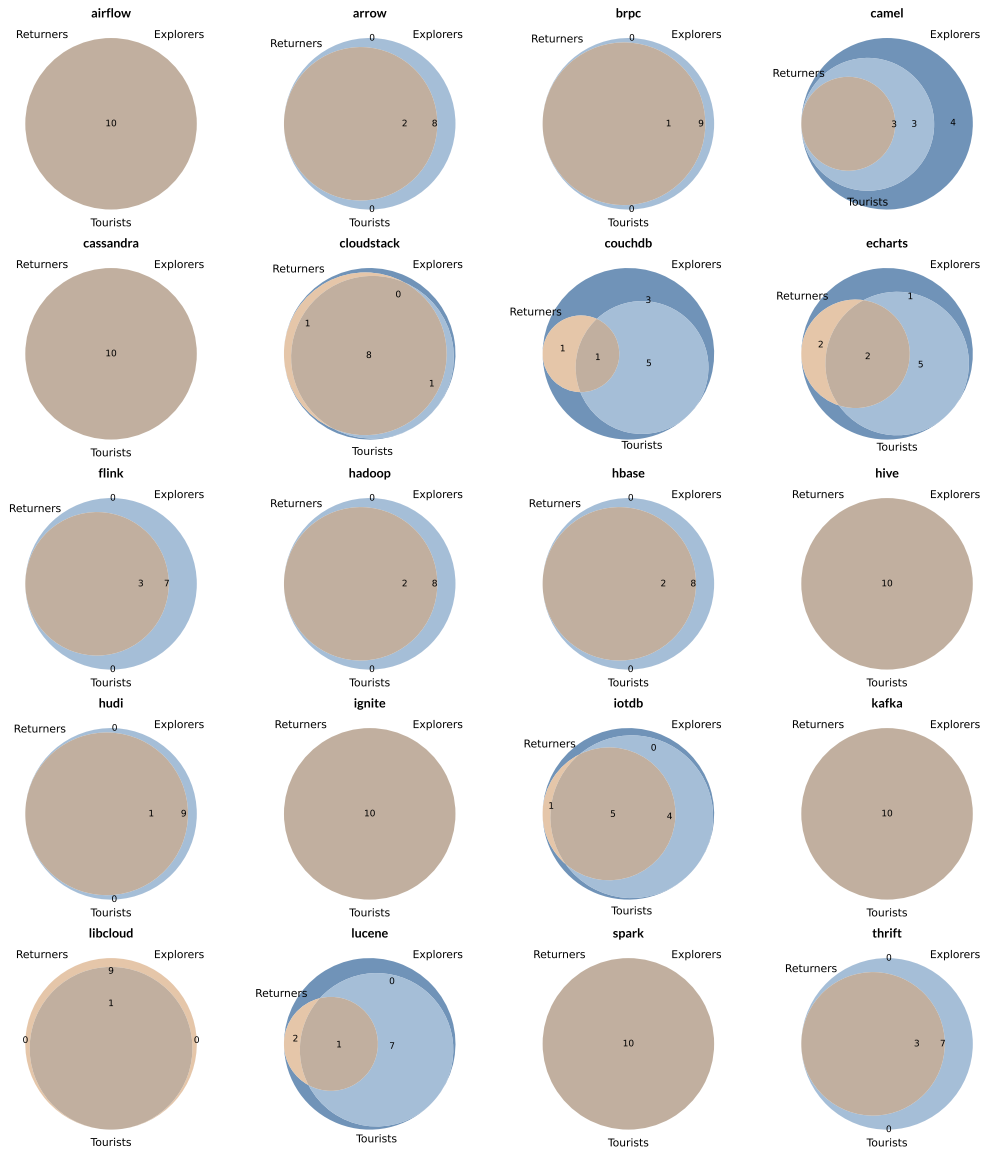 airflow
Returners Explorers
10
Tourists
arrow
Returners Explorers
0
2 8
0
Tourists
brpc
Returners Explorers
0
1 9
0
Tourists
camel
Returners Explorers
3 3 4
Tourists
cassandra
Returners Explorers
10
Tourists
cloudstack
Returners Explorers
0
1
8
1
Tourists
couchdb
Returners Explorers
3
1 1 5
Tourists
echarts
Returners Explorers
1
2 2 5
Tourists
flink
Returners Explorers
0
3 7
0
Tourists
hadoop
Returners Explorers
0
2 8
0
Tourists
hbase
Returners Explorers
0
2 8
0
Tourists
hive
Returners Explorers
10
Tourists
hudi
Returners Explorers
0
1 9
0
Tourists
ignite
Returners Explorers
10
Tourists
iotdb
Returners Explorers
0
1 5 4
Tourists
kafka
Returners Explorers
10
Tourists
libcloud
Returners Explorers
9
1
0 0
Tourists
lucene
Returners Explorers
0
2 1 7
Tourists
spark
Returners Explorers
10
Tourists
thrift
Returners Explorers
0
3 7
0
Tourists